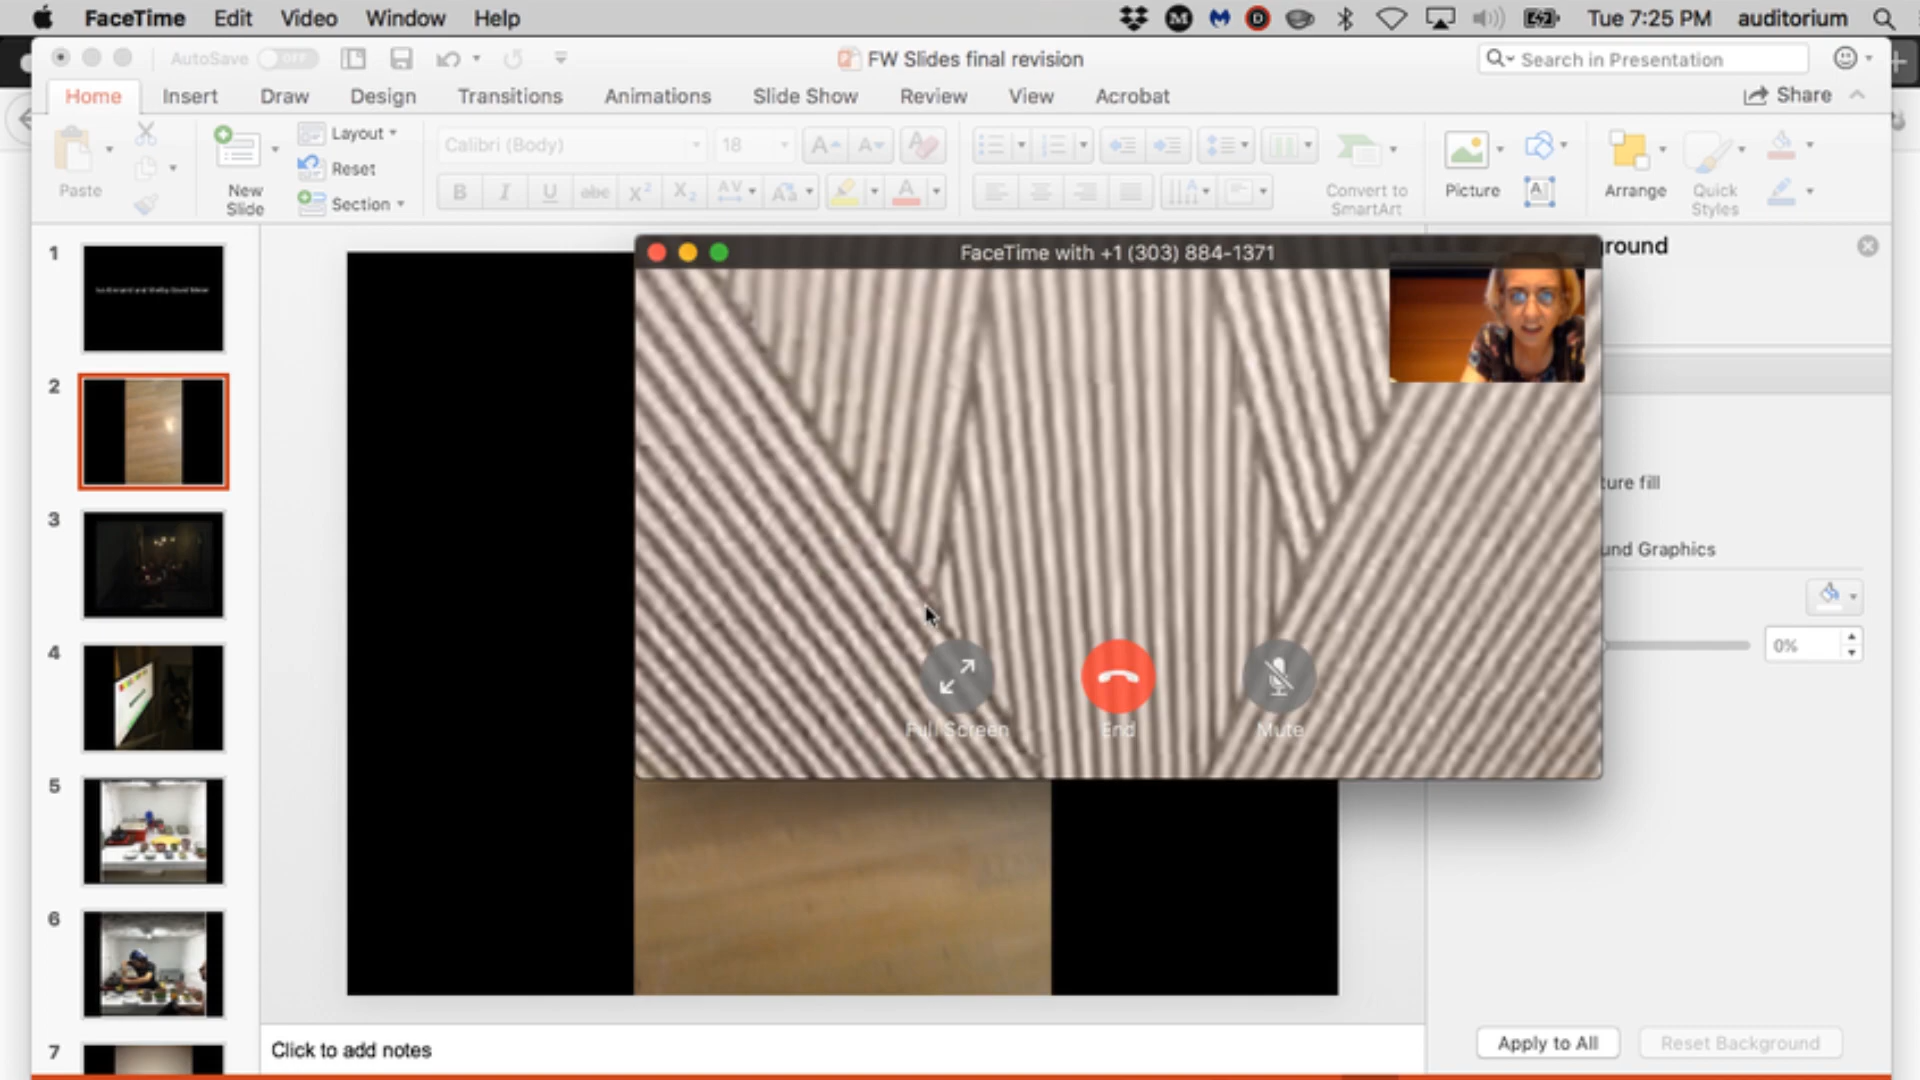 FaceTime Edit Video Window Help Tue 7:25 PM auditorium
AutoSave OFF FW Slides final revision Search in Presentation
Home Insert Draw Design Transitions Animations Slide Show Review View Acrobat Share
Paste
New
Slide
Layout
Reset
Section
Calibri (Body) 18
Convert to
SmartArt
Picture
Arrange
Quick
Styles
1
2
3
4
5
6
7
FaceTime with +1 (303) 884-1371
Full Screen End Mute
ground
ture fill
und Graphics
0%
Click to add notes
Apply to All Reset Background